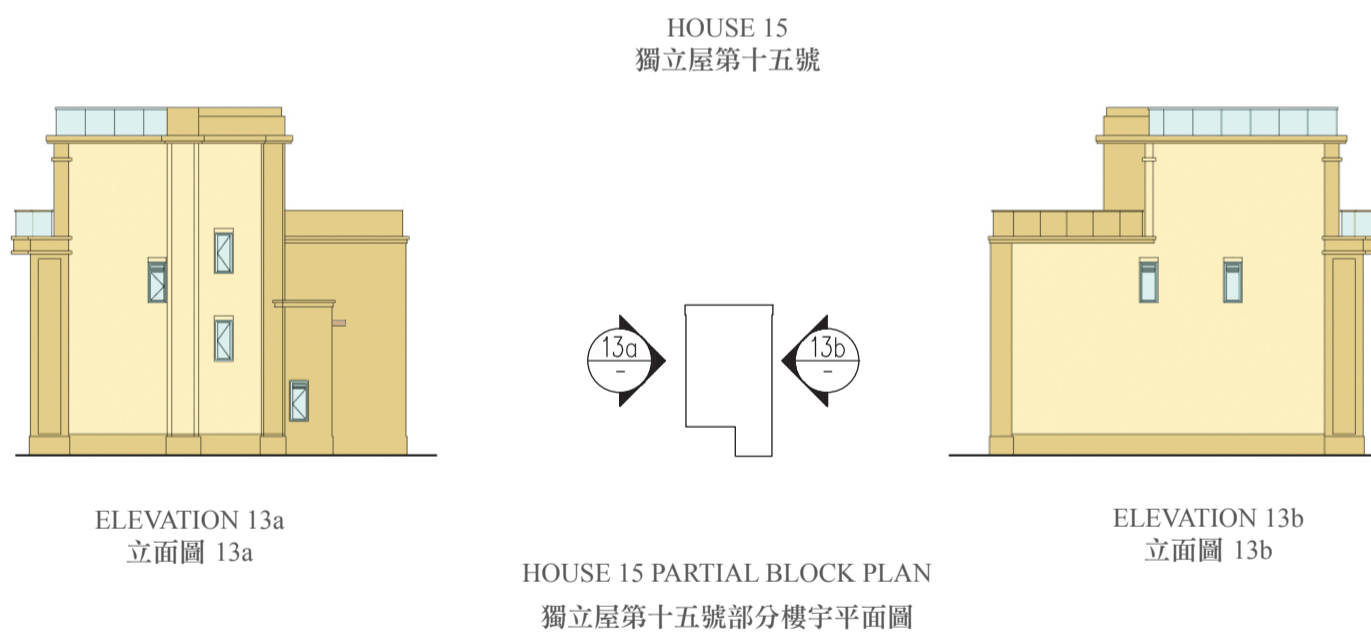 HOUSE 15
獨立屋第十五號
13a
-
13b
-
ELEVATION 13a
立面圖 13a
ELEVATION 13b
立面圖 13b
HOUSE 15 PARTIAL BLOCK PLAN
獨立屋第十五號部分樓宇平面圖